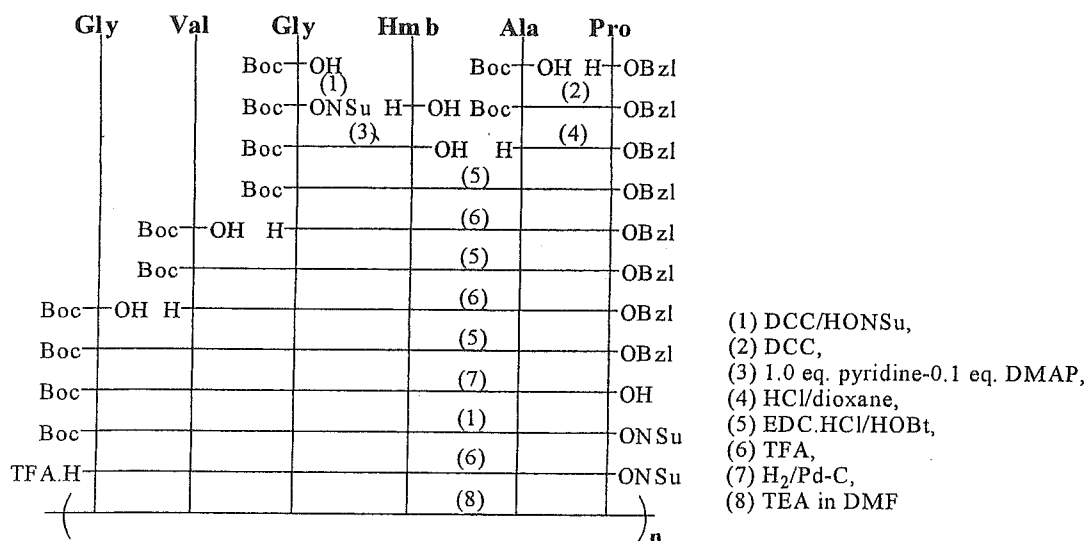 Gly Val Gly Hmb Ala Pro
Boc OH Boc OH H OBzl
(1) (2)
Boc ONSu H OH Boc OBzl
(3) (4)
Boc OH H OBzl
(5)
Boc OBzl
(6)
Boc OH H OBzl
(5)
Boc OBzl
(6)
Boc OH H OBzl
(5)
Boc OBzl
(7)
Boc OH
(1)
Boc ONSu
(6)
TFA.H ONSu
(8)
( ) n
(1) DCC/HONSu,
(2) DCC,
(3) 1.0 eq. pyridine-0.1 eq. DMAP,
(4) HCl/dioxane,
(5) EDC.HCl/HOBt,
(6) TFA,
(7) H₂/Pd-C,
(8) TEA in DMF